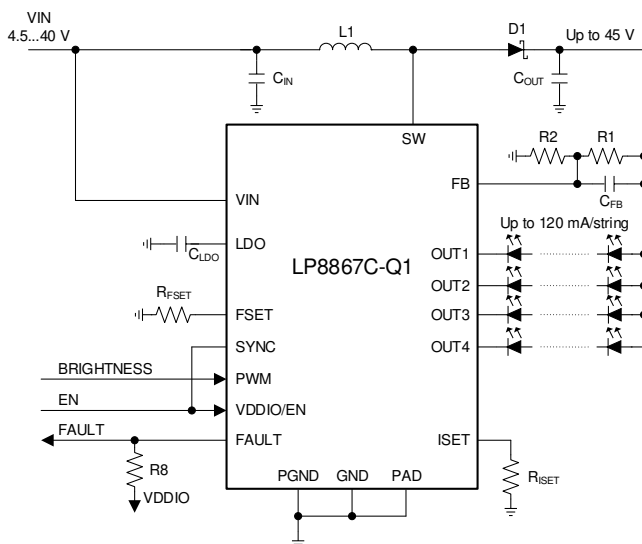 VIN
4.5...40 V
L1
D1
Up to 45 V
CIN
COUT
SW
R2
R1
VIN
FB
CFB
Up to 120 mA/string
LDO
CLDO
LP8867C-Q1
OUT1
OUT2
RFSET
FSET
OUT3
SYNC
OUT4
BRIGHTNESS
PWM
EN
VDDIO/EN
FAULT
FAULT
ISET
R8
VDDIO
PGND
GND
PAD
RISET